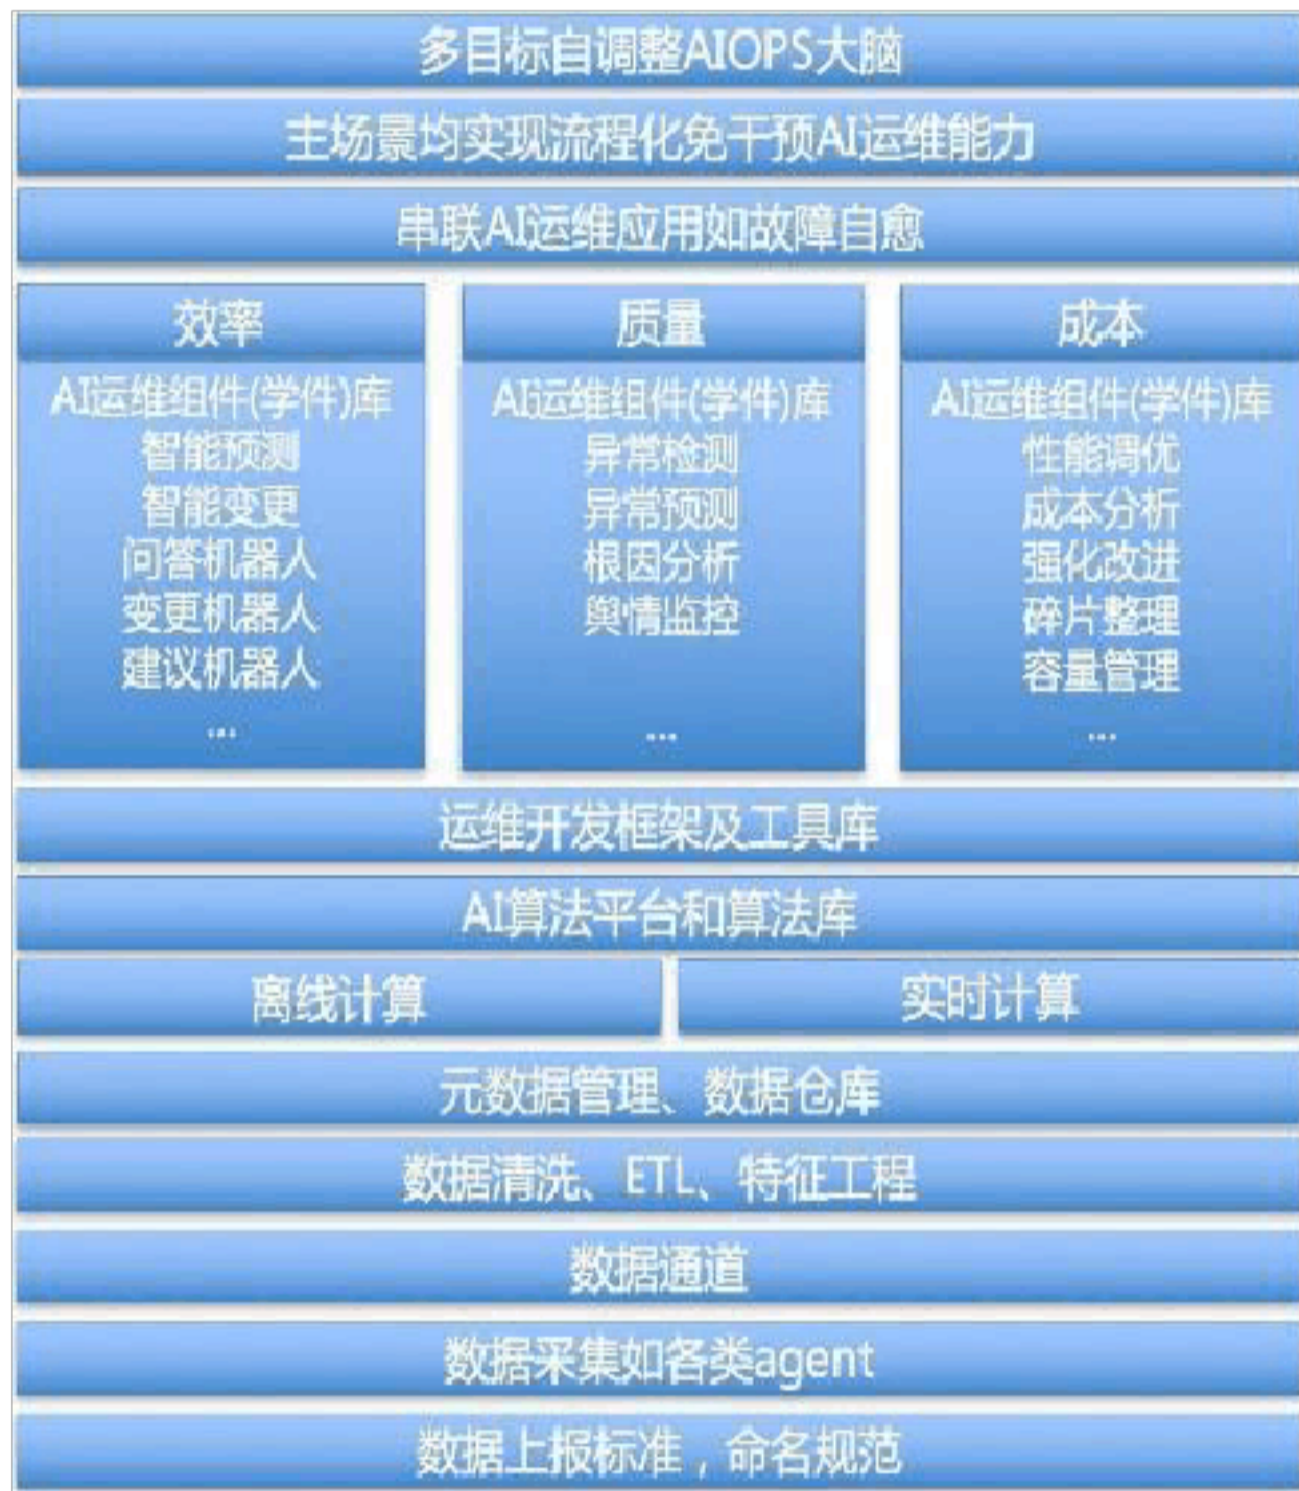 多目标自调整AIOPS大脑
主场景均实现流程化免干预AI运维能力
串联AI运维应用如故障自愈
效率
AI运维组件(学件)库
智能预测
智能变更
问答机器人
变更机器人
建议机器人
...
质量
AI运维组件(学件)库
异常检测
异常预测
根因分析
舆情监控
...
成本
AI运维组件(学件)库
性能调优
成本分析
强化改进
碎片整理
容量管理
...
运维开发框架及工具库
AI算法平台和算法库
离线计算
实时计算
元数据管理、数据仓库
数据清洗、ETL、特征工程
数据通道
数据采集如各类agent
数据上报标准，命名规范